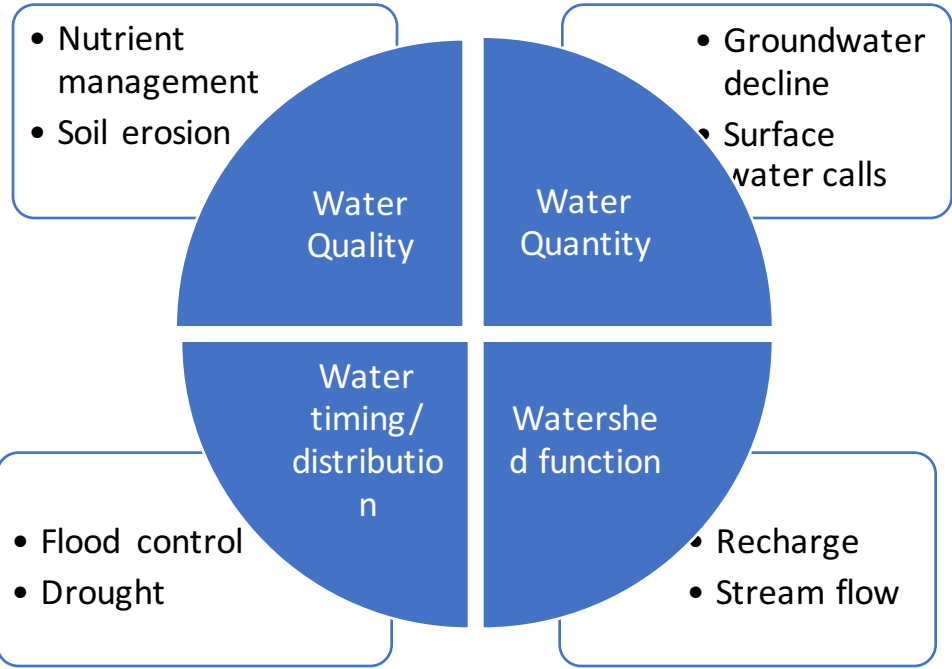 • Nutrient
management
• Soil erosion
• Groundwater
decline
• Surface
water calls
Water
Quality
Water
Quantity
Water
timing/
distributio
n
Watershe
d function
• Flood control
• Drought
• Recharge
• Stream flow